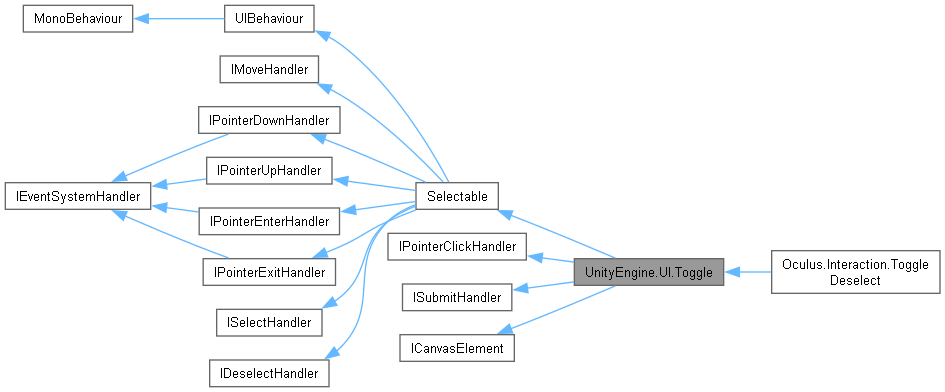 MonoBehaviour
UIBehaviour
IMoveHandler
IPointerDownHandler
IPointerUpHandler
IEventSystemHandler
Selectable
IPointerEnterHandler
IPointerClickHandler
IPointerExitHandler
UnityEngine.UI.Toggle
Oculus.Interaction.Toggle
Deselect
ISubmitHandler
ISelectHandler
ICanvasElement
IDeselectHandler